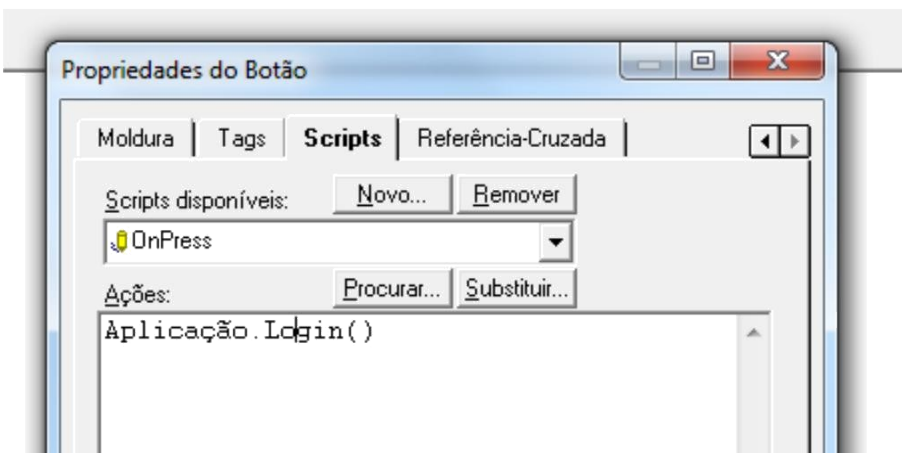 Propriedades do Botão
Moldura Tags Scripts Referência-Cruzada
Scripts disponíveis: Novo... Remover
OnPress
Ações: Procurar... Substituir...
Aplicação.Login()